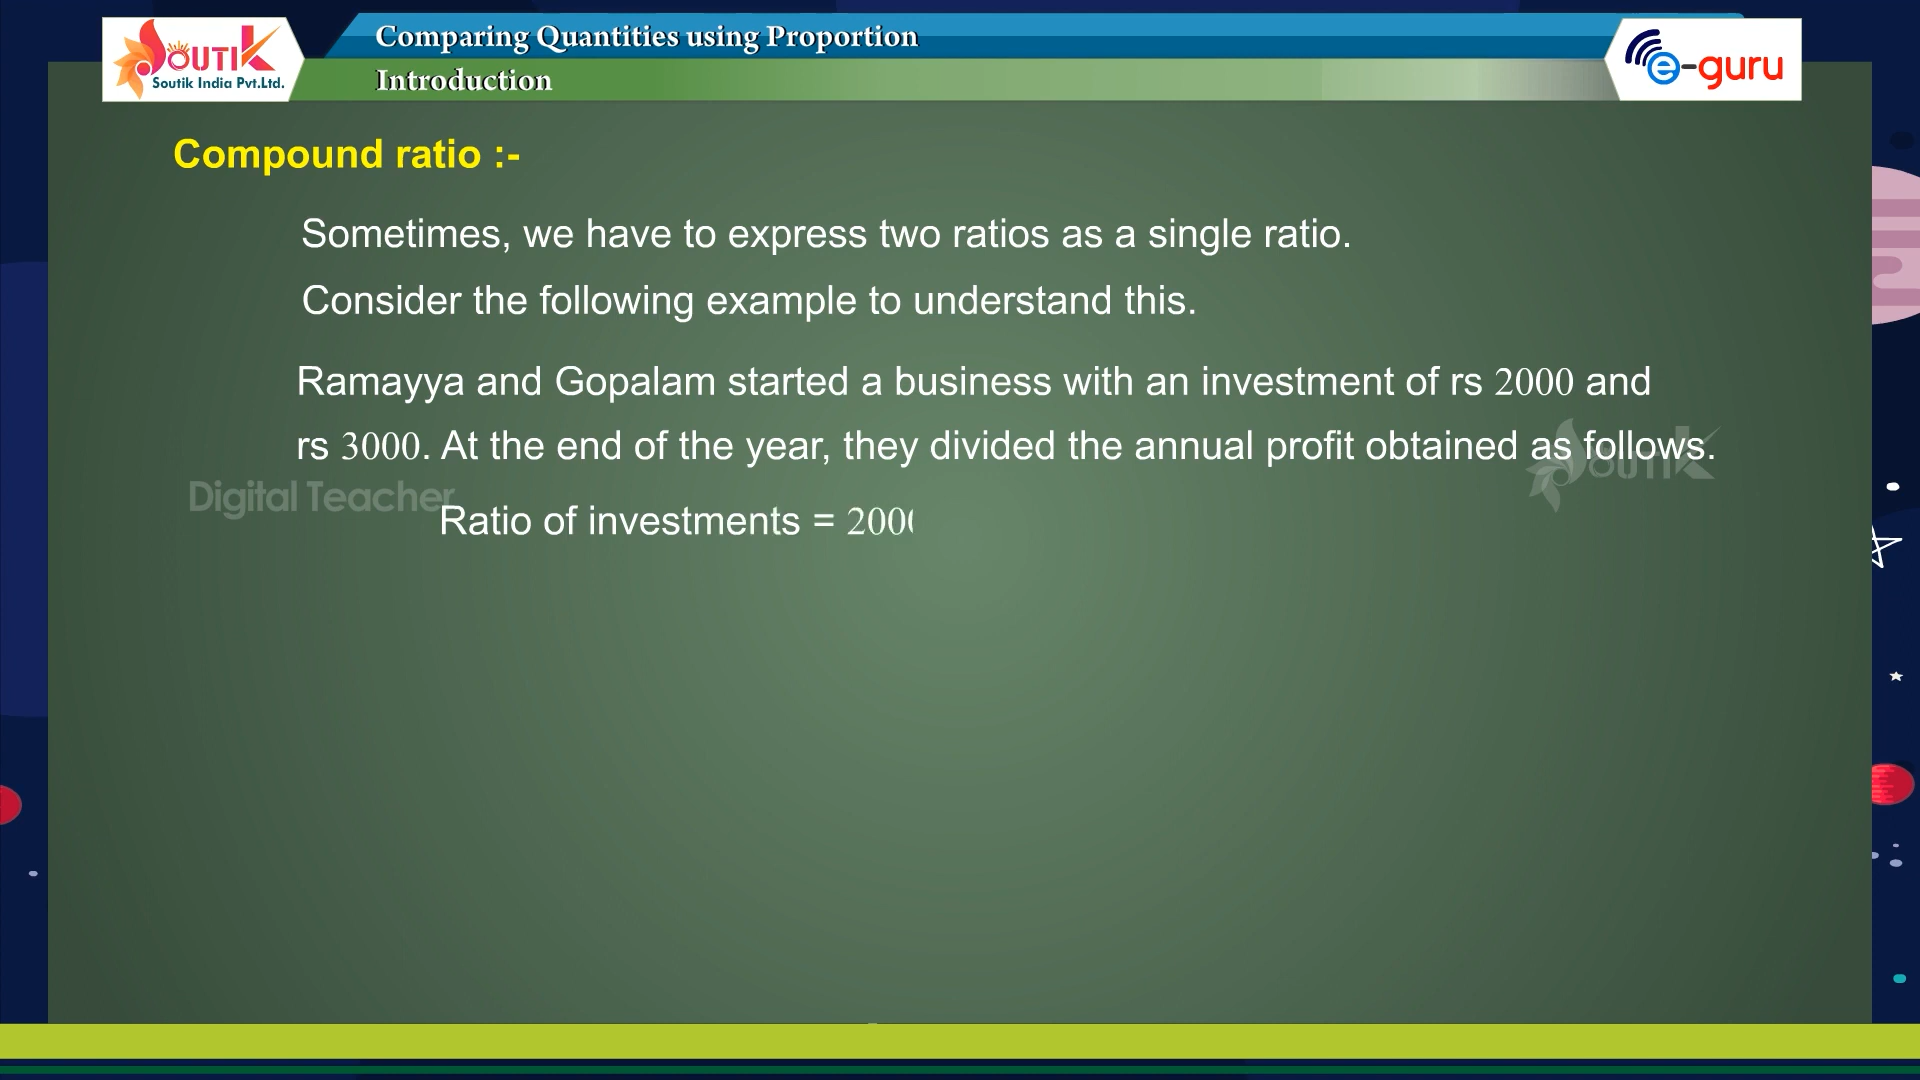 SOUTIK
Soutik India Pvt.Ltd.
Comparing Quantities using Proportion
Introduction
e-guru
Compound ratio :-
Sometimes, we have to express two ratios as a single ratio.
Consider the following example to understand this.
Ramayya and Gopalam started a business with an investment of rs 2000 and
rs 3000. At the end of the year, they divided the annual profit obtained as follows.
SOUTIK
Digital Teacher
Ratio of investments = 200